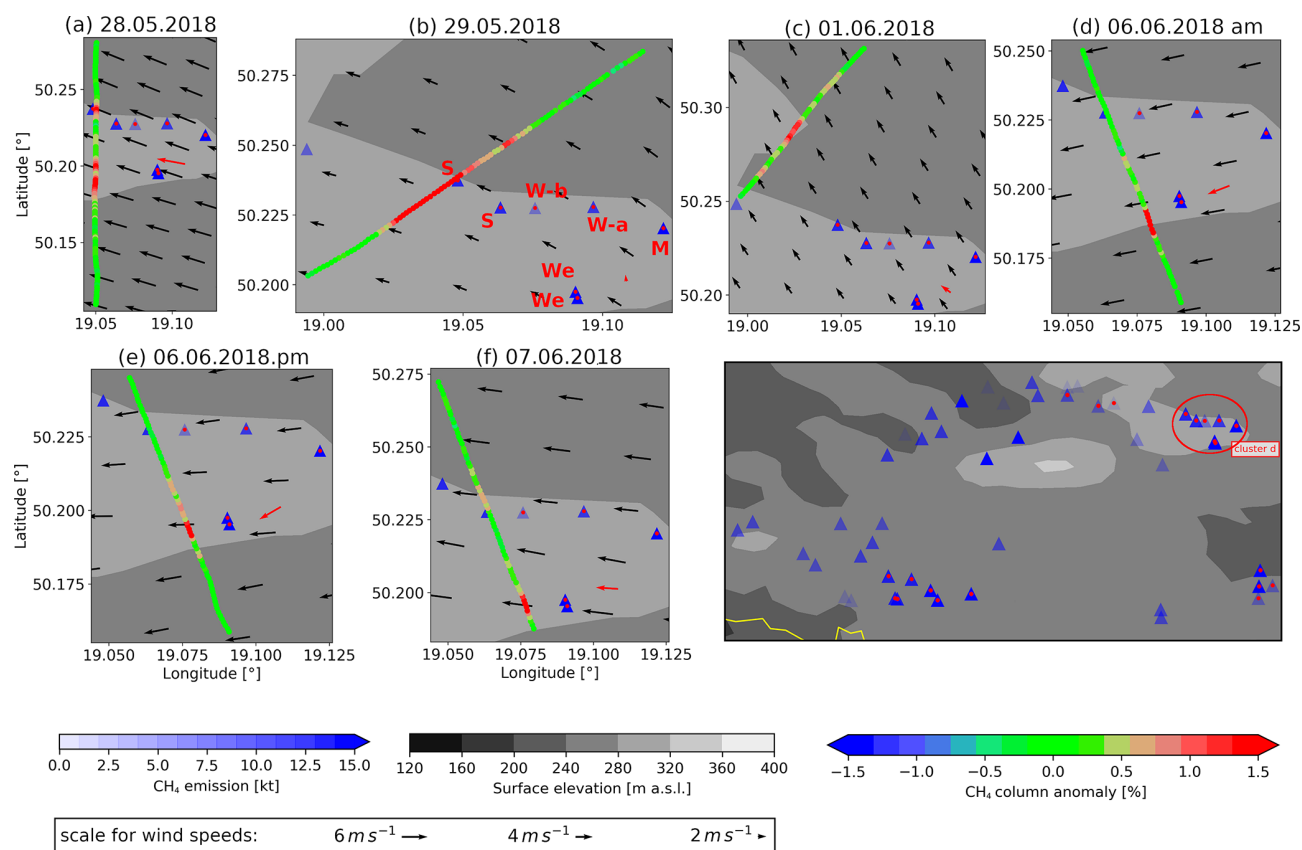 (a) 28.05.2018
(b) 29.05.2018
(c) 01.06.2018
(d) 06.06.2018 am
50.25
50.20
50.15
Latitude [°]
19.05
19.10
50.275
50.250
50.225
50.200
S
S
W-b
W-a
M
We
We
19.00
19.05
19.10
50.30
50.25
50.20
19.00
19.05
19.10
50.250
50.225
50.200
50.175
19.050
19.075
19.100
19.125
(e) 06.06.2018.pm
(f) 07.06.2018
50.225
50.200
50.175
Latitude [°]
19.050
19.075
19.100
19.125
Longitude [°]
50.275
50.250
50.225
50.200
19.050
19.075
19.100
19.125
Longitude [°]
cluster d
0.0 2.5 5.0 7.5 10.0 12.5 15.0
CH₄ emission [kt]
120 160 200 240 280 320 360 400
Surface elevation [m a.s.l.]
−1.5 −1.0 −0.5 0.0 0.5 1.0 1.5
CH₄ column anomaly [%]
scale for wind speeds: 6 m s⁻¹ 4 m s⁻¹ 2 m s⁻¹